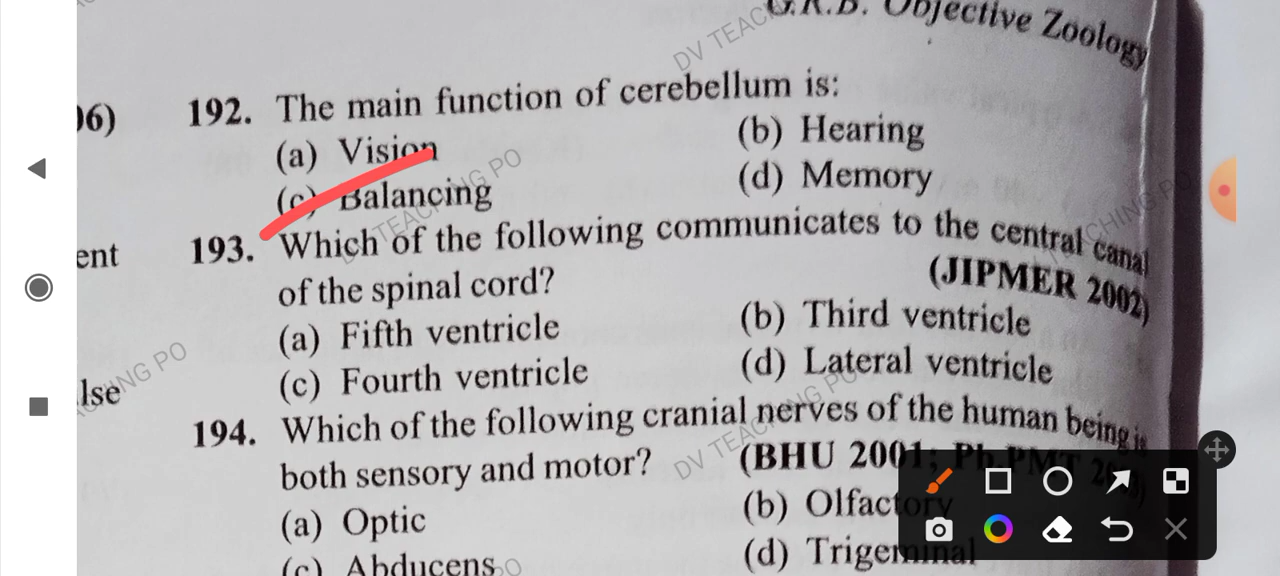 G.R.B. Objective Zoology
06)
192. The main function of cerebellum is:
(a) Vision (b) Hearing
(c) Balancing (d) Memory
ent
193. Which of the following communicates to the central canal
of the spinal cord? (JIPMER 2002)
(a) Fifth ventricle (b) Third ventricle
lse
(c) Fourth ventricle (d) Lateral ventricle
194. Which of the following cranial nerves of the human being is
both sensory and motor? (BHU 2001; Pb.PMT
(a) Optic (b) Olfactory
(c) Abducens (d) Trigeminal
DV TEACHING PO